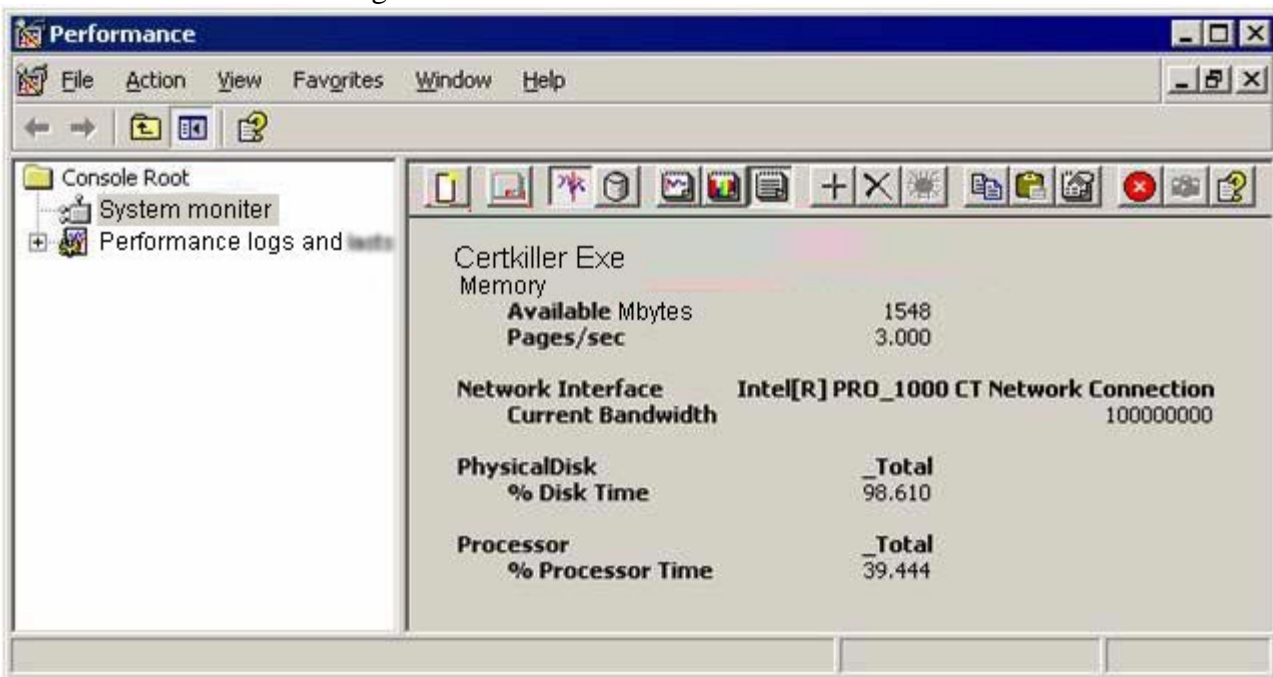 Performance
File Action View Favorites Window Help
Console Root
System moniter
Performance logs and
Certkiller Exe
Memory
Available Mbytes 1548
Pages/sec 3.000
Network Interface Intel[R] PRO_1000 CT Network Connection
Current Bandwidth 100000000
PhysicalDisk _Total
% Disk Time 98.610
Processor _Total
% Processor Time 39.444